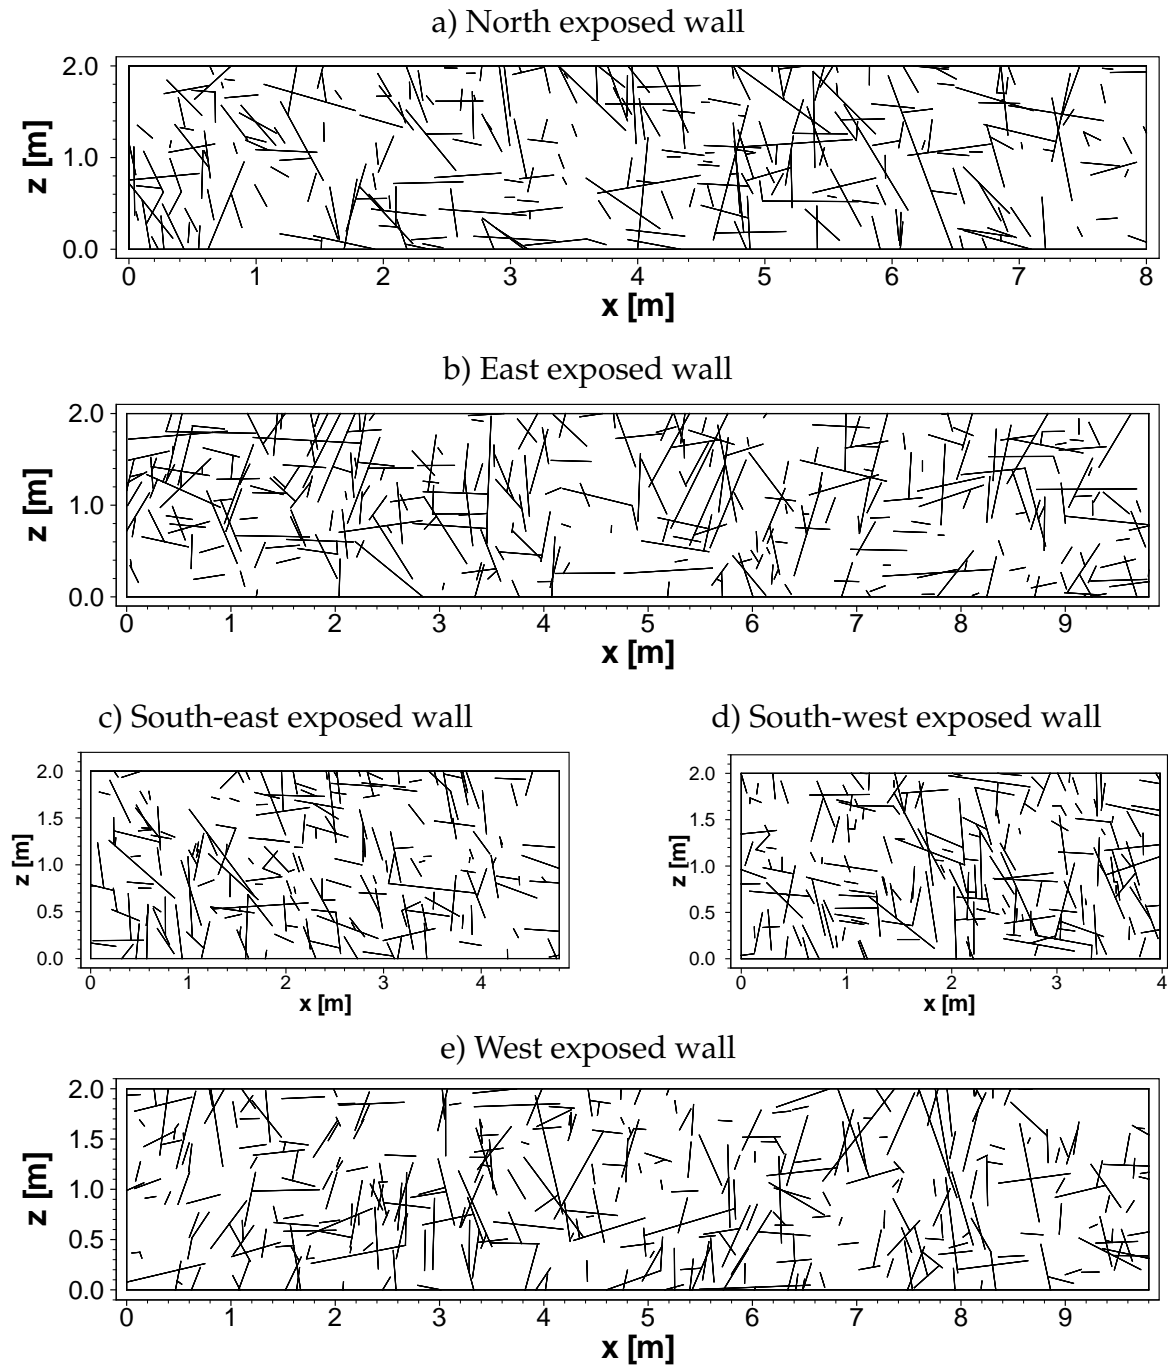 a) North exposed wall
2.0
1.0
0.0
z [m]
0 1 2 3 4 5 6 7 8
x [m]
b) East exposed wall
2.0
1.0
0.0
z [m]
0 1 2 3 4 5 6 7 8 9
x [m]
c) South-east exposed wall
2.0
1.5
1.0
0.5
0.0
z [m]
0 1 2 3 4
x [m]
d) South-west exposed wall
2.0
1.5
1.0
0.5
0.0
z [m]
0 1 2 3 4
x [m]
e) West exposed wall
2.0
1.5
1.0
0.5
0.0
z [m]
0 1 2 3 4 5 6 7 8 9
x [m]